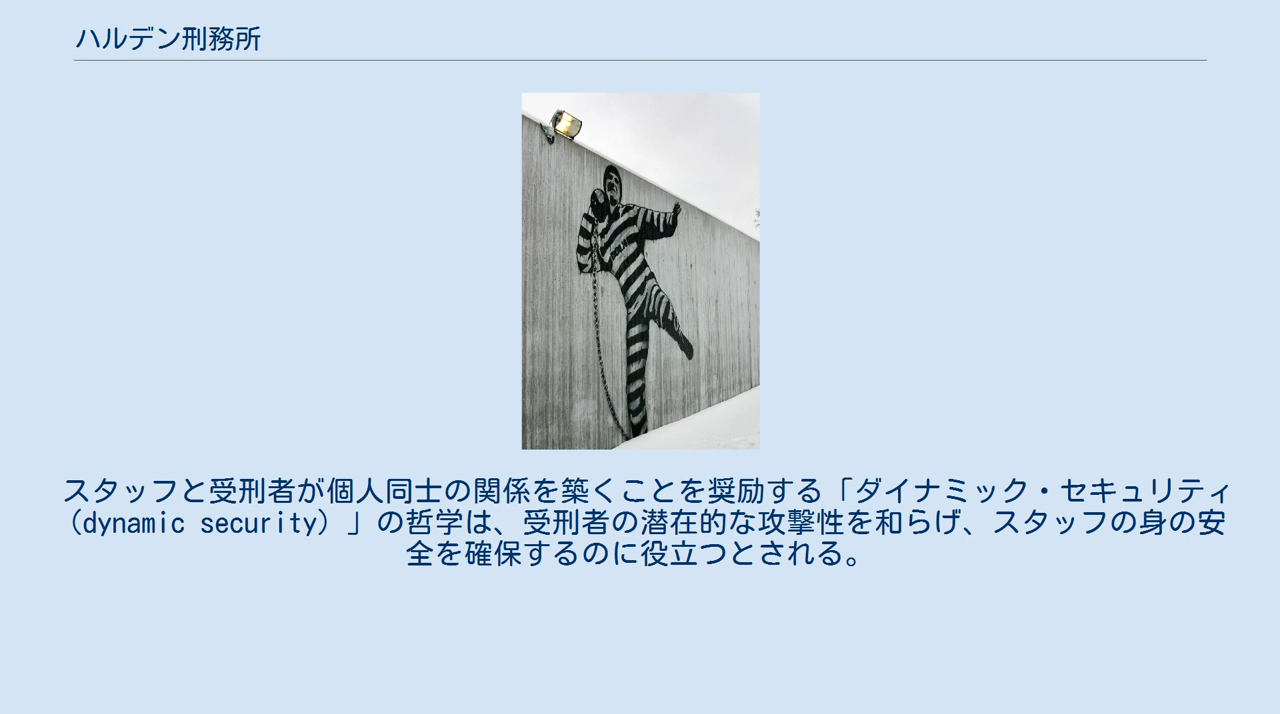 ハルデン刑務所
スタッフと受刑者が個人同士の関係を築くことを奨励する「ダイナミック・セキュリティ
（dynamic security）」の哲学は、受刑者の潜在的な攻撃性を和らげ、スタッフの身の安
全を確保するのに役立つとされる。